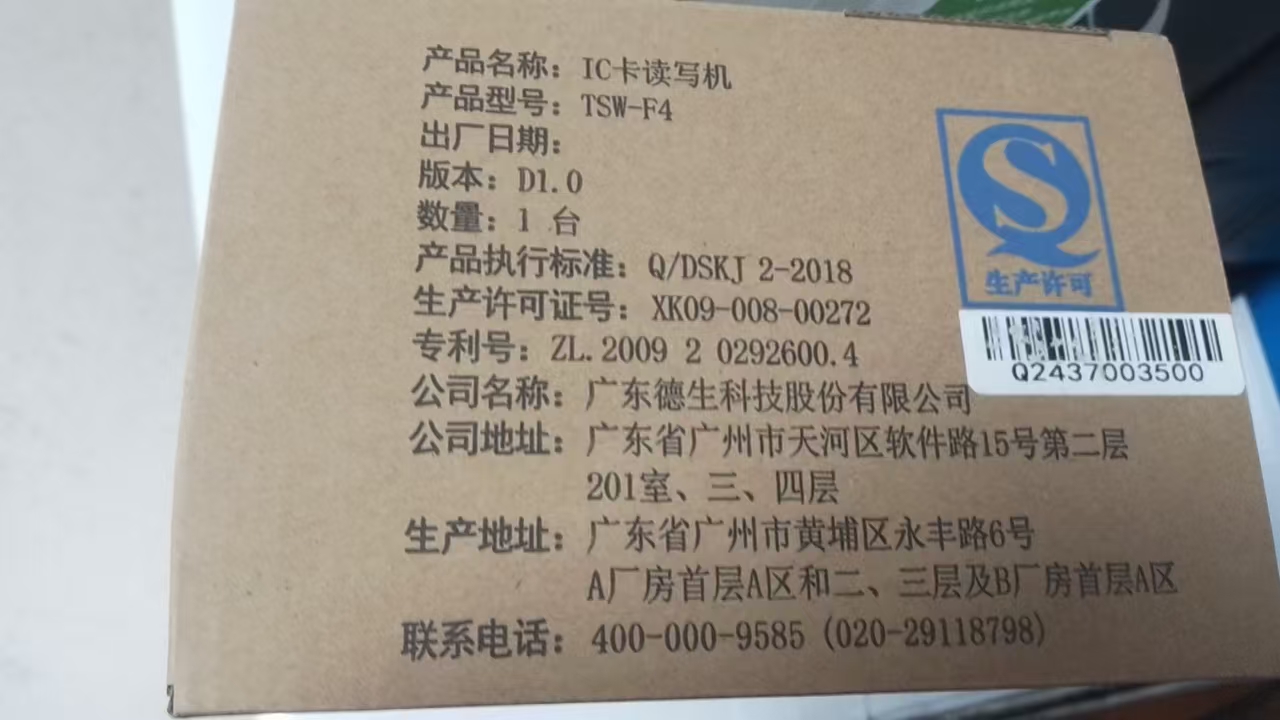 产品名称：IC卡读写机
产品型号：TSW-F4
出厂日期：
版本：D1.0
数量：1 台
产品执行标准：Q/DSKJ 2-2018
生产许可证号：XK09-008-00272
专利号：ZL.2009 2 0292600.4
公司名称：广东德生科技股份有限公司
公司地址：广东省广州市天河区软件路15号第二层
201室、三、四层
生产地址：广东省广州市黄埔区永丰路6号
A厂房首层A区和二、三层及B厂房首层A区
联系电话：400-000-9585（020-29118798）
生产许可
Q2437003500